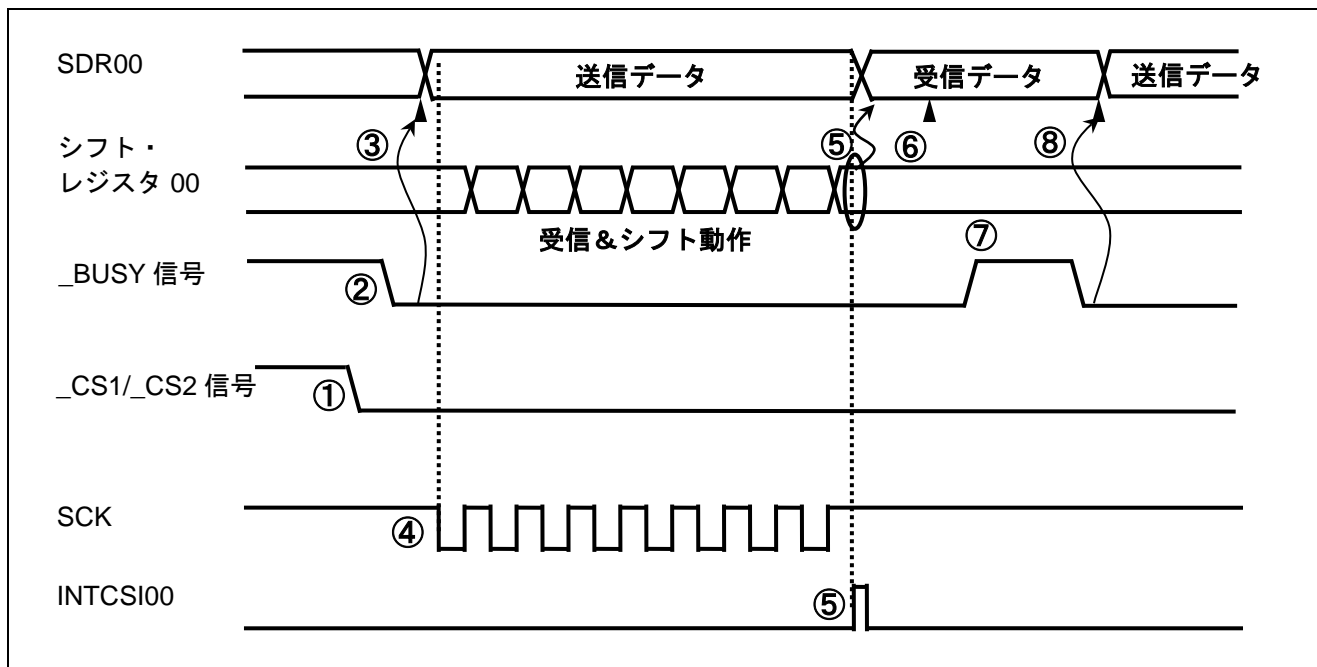 SDR00
送信データ
受信データ
送信データ
③
⑤
⑥
⑧
シフト・
レジスタ 00
受信＆シフト動作
⑦
_BUSY 信号
②
_CS1/_CS2 信号
①
SCK
④
INTCSI00
⑤